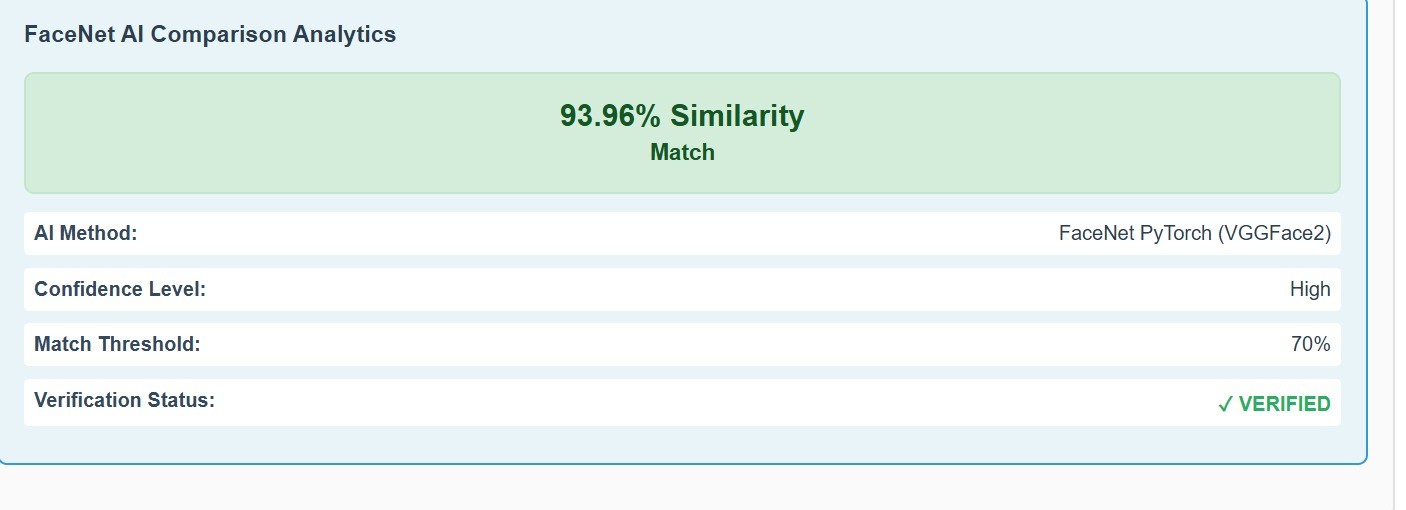 FaceNet AI Comparison Analytics
93.96% Similarity
Match
AI Method: FaceNet PyTorch (VGGFace2)
Confidence Level: High
Match Threshold: 70%
Verification Status: ✓ VERIFIED